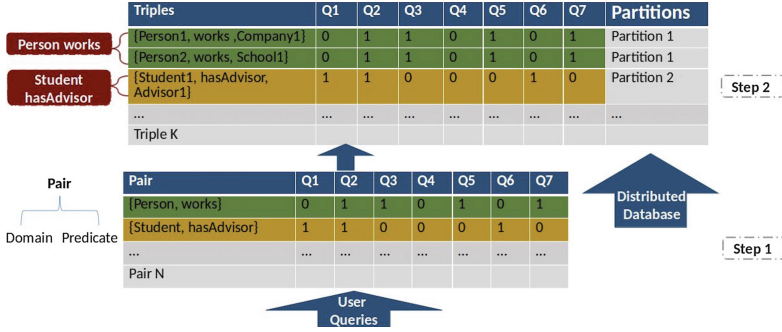 Triples Q1 Q2 Q3 Q4 Q5 Q6 Q7 Partitions
Person works
{Person1, works ,Company1} 0 1 1 0 1 0 1 Partition 1
{Person2, works, School1} 0 1 1 0 1 0 1 Partition 1
Student
hasAdvisor
{Student1, hasAdvisor,
Advisor1} 1 1 0 0 0 1 0 Partition 2
Step 2
... ... ... ... ... ... ... ... ...
Triple K
Pair Q1 Q2 Q3 Q4 Q5 Q6 Q7
Pair
{Person, works} 0 1 1 0 1 0 1
Distributed
Database
{Student, hasAdvisor} 1 1 0 0 0 1 0
Domain Predicate
... ... ... ... ... ... ... ...
Step 1
Pair N
User
Queries